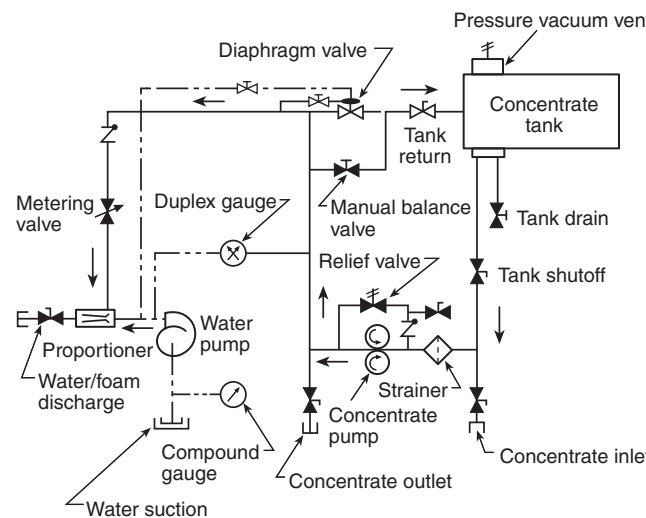 Pressure vacuum ven
Diaphragm valve
Concentrate
tank
Tank
return
Metering
valve
Duplex gauge
Manual balance
valve
Tank drain
Relief valve
Tank shutoff
Water
pump
Proportioner
Water/foam
discharge
Strainer
Concentrate
pump
Compound
gauge
Concentrate inlet
Concentrate outlet
Water suction